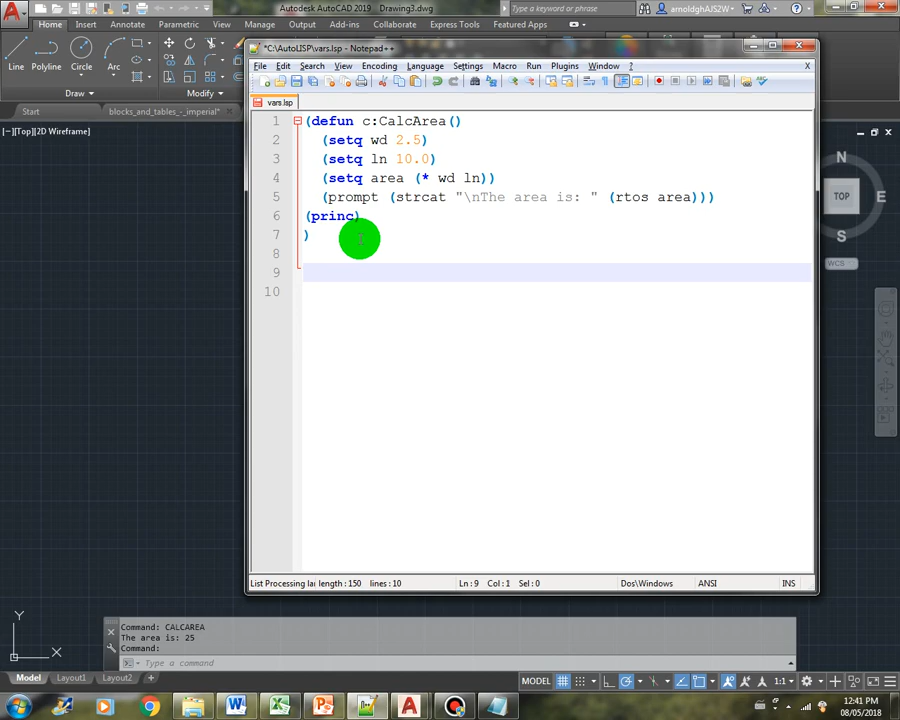 Autodesk AutoCAD 2019 Drawing3.dwg
Type a keyword or phrase
arnoldghAJS2W
Home Insert Annotate Parametric View Manage Output Add-ins Collaborate Express Tools Featured Apps
Line Polyline Circle Arc
Draw Modify
Start blocks_and_tables_-_imperial*
[−][Top][2D Wireframe]
*C:\AutoLISP\vars.lsp - Notepad++
File Edit Search View Encoding Language Settings Macro Run Plugins Window ? X
vars.lsp
1 (defun c:CalcArea()
2 (setq wd 2.5)
3 (setq ln 10.0)
4 (setq area (* wd ln))
5 (prompt (strcat "\nThe area is: " (rtos area)))
6 (princ)
7 )
8
9
10
List Processing lai length : 150 lines : 10 Ln : 9 Col : 1 Sel : 0 Dos\Windows ANSI INS
N
TOP
E
S
WCS
Y
X
Command: CALCAREA
The area is: 25
Command:
Type a command
Model Layout1 Layout2 +
MODEL 1:1
12:41 PM
08/05/2018